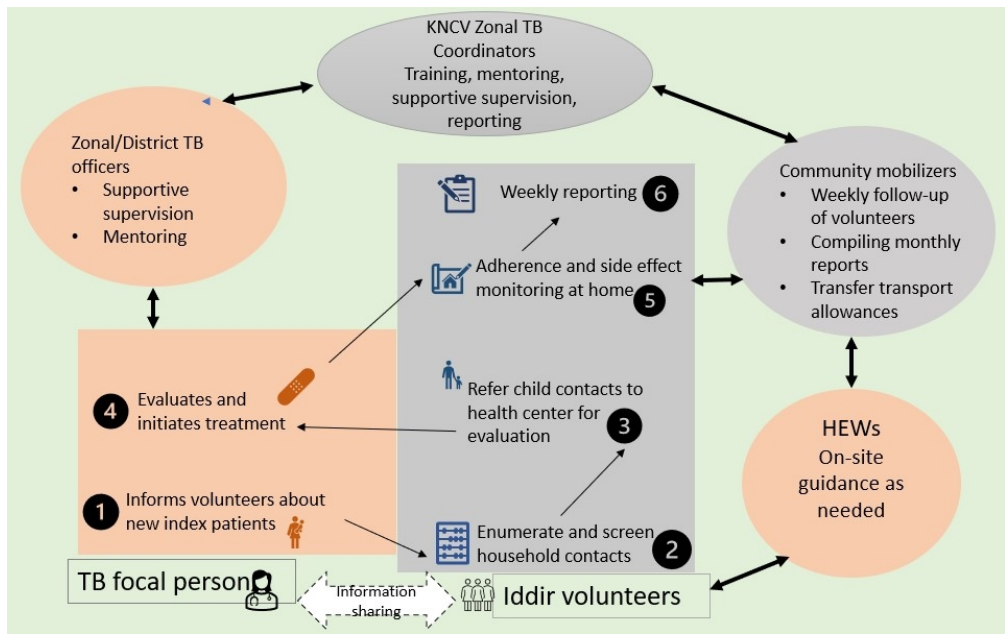 KNCV Zonal TB
Coordinators
Training, mentoring,
supportive supervision,
reporting
Zonal/District TB
officers
• Supportive
supervision
• Mentoring
Community mobilizers
• Weekly follow-up
of volunteers
• Compiling monthly
reports
• Transfer transport
allowances
Weekly reporting 6
Adherence and side effect
monitoring at home 5
4 Evaluates and
initiates treatment
Refer child contacts to
health center for
evaluation 3
1 Informs volunteers about
new index patients
Enumerate and screen
household contacts 2
HEWs
On-site
guidance as
needed
TB focal person
Information
sharing
Iddir volunteers